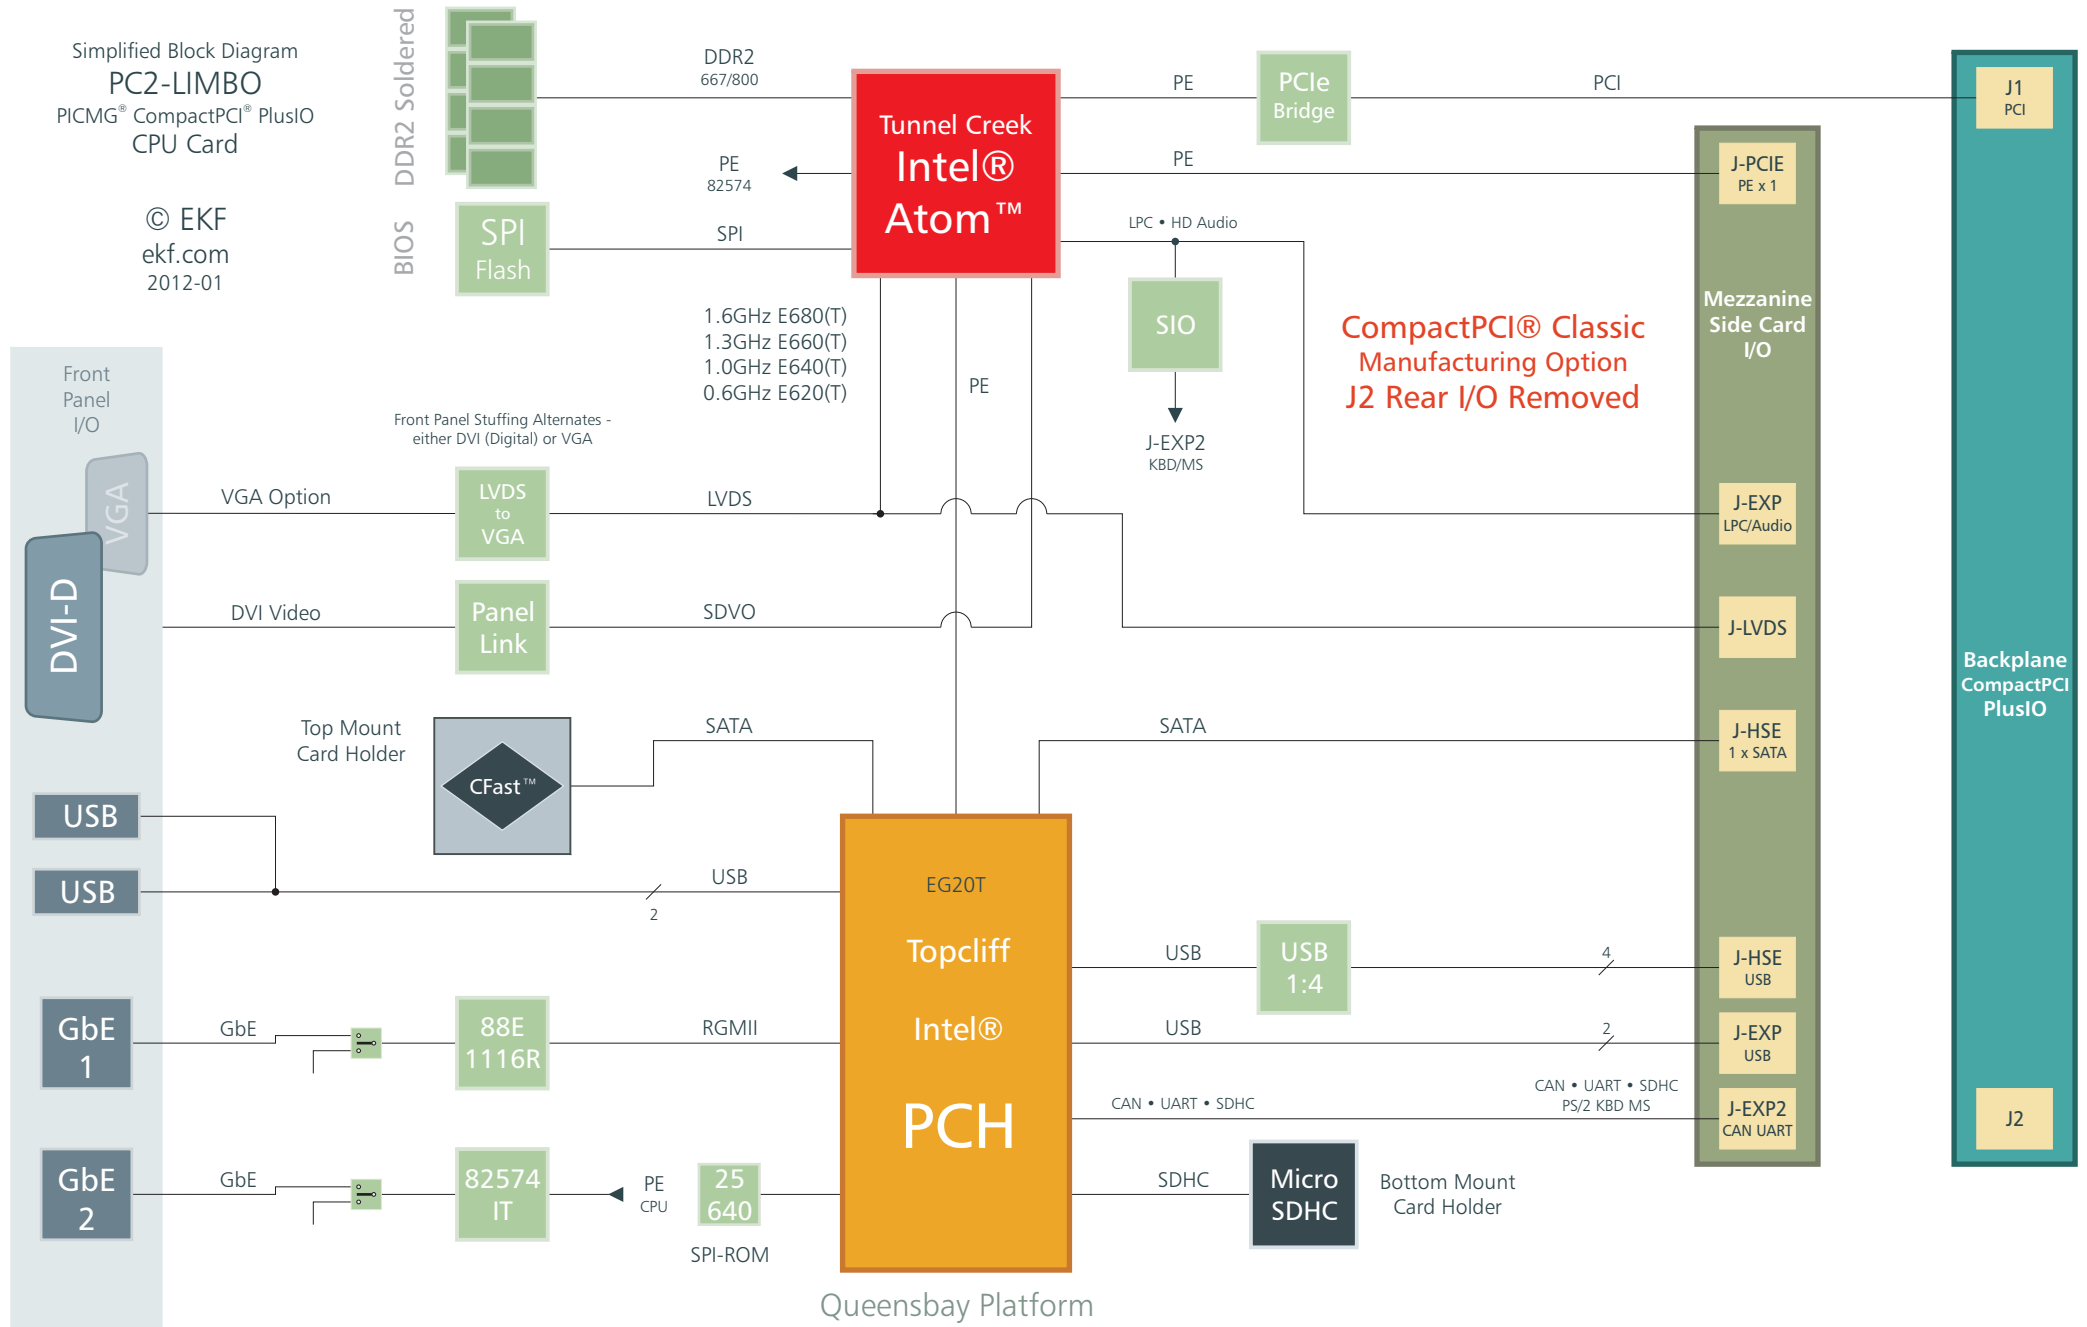 Simplified Block Diagram
PC2-LIMBO
PICMG® CompactPCI® PlusIO
CPU Card
© EKF
ekf.com
2012-01
DDR2 Soldered
BIOS
SPI
Flash
DDR2
667/800
PE
82574
SPI
Tunnel Creek
Intel®
Atom™
PE
PCIe
Bridge
PCI
J1
PCI
PE
J-PCIE
PE x 1
LPC • HD Audio
SIO
J-EXP2
KBD/MS
1.6GHz E680(T)
1.3GHz E660(T)
1.0GHz E640(T)
0.6GHz E620(T)
PE
CompactPCI® Classic
Manufacturing Option
J2 Rear I/O Removed
Mezzanine
Side Card
I/O
Front
Panel
I/O
Front Panel Stuffing Alternates -
either DVI (Digital) or VGA
VGA
VGA Option
LVDS
to
VGA
LVDS
J-EXP
LPC/Audio
DVI-D
DVI Video
Panel
Link
SDVO
J-LVDS
Backplane
CompactPCI
PlusIO
Top Mount
Card Holder
CFast™
SATA
SATA
J-HSE
1 x SATA
USB
USB
2
USB
EG20T
Topcliff
Intel®
PCH
USB
USB
1:4
4
J-HSE
USB
GbE
1
GbE
88E
1116R
RGMII
USB
2
J-EXP
USB
CAN • UART • SDHC
CAN • UART • SDHC
PS/2 KBD MS
J-EXP2
CAN UART
J2
GbE
2
GbE
82574
IT
PE
CPU
25
640
SPI-ROM
SDHC
Micro
SDHC
Bottom Mount
Card Holder
Queensbay Platform